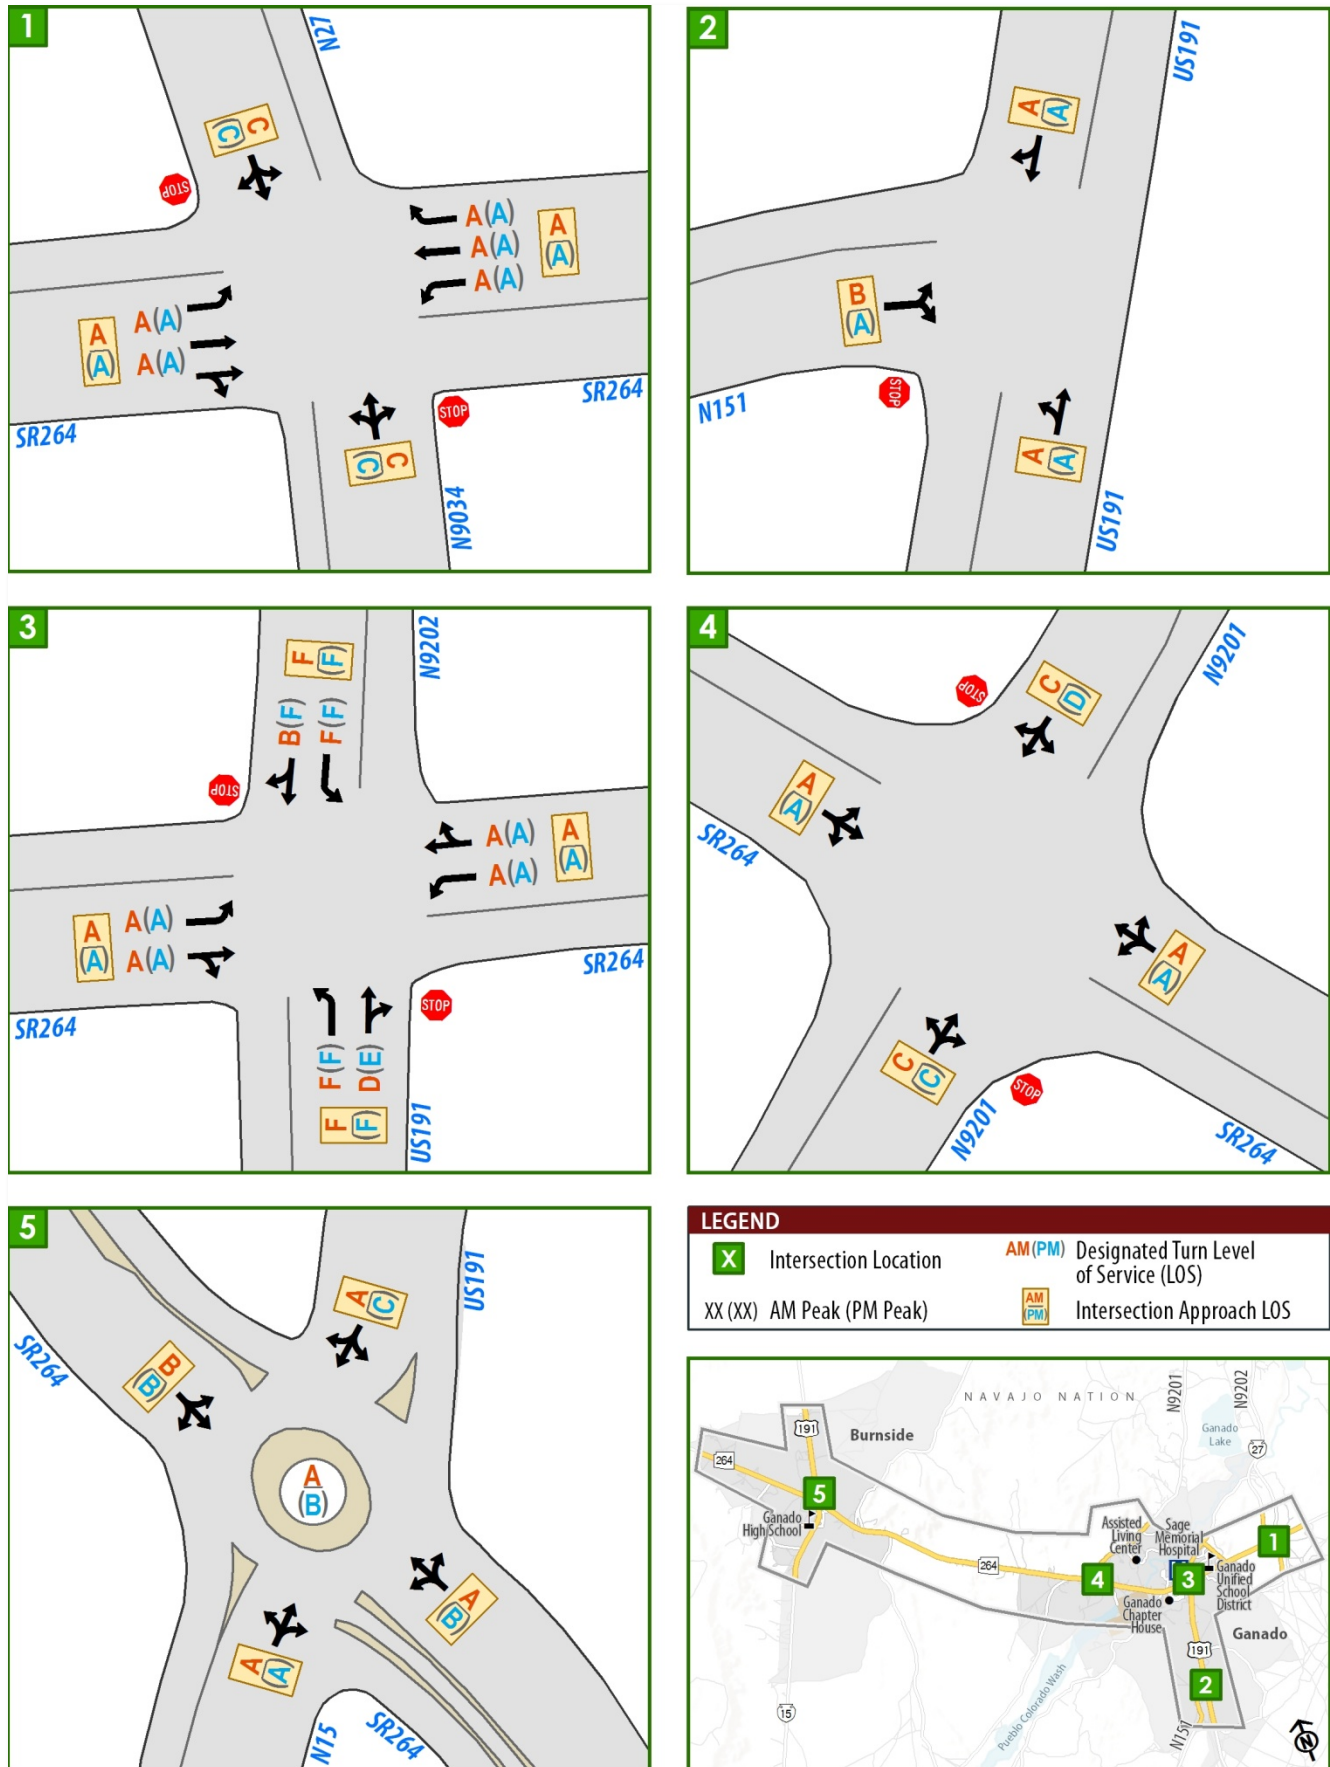 1
N27
C
(C)
STOP
A(A)
A(A)
A(A)
A
(A)
A
(A)
A(A)
A(A)
SR264
SR264
STOP
C
(C)
N9034
2
US191
A
(A)
B
(A)
N151
STOP
A
(A)
US191
3
N9202
F
(F)
B(F)
F(F)
STOP
A(A)
A(A)
A
(A)
A
(A)
A(A)
A(A)
SR264
SR264
STOP
F(F)
D(E)
F
(F)
US191
4
N9201
STOP
C
(D)
A
(A)
SR264
A
(A)
C
(C)
N9201
STOP
SR264
5
US191
A
(C)
SR264
B
(B)
A
(B)
A
(B)
A
(A)
N15
SR264
LEGEND
X Intersection Location
AM(PM) Designated Turn Level
of Service (LOS)
XX (XX) AM Peak (PM Peak)
AM
(PM)
Intersection Approach LOS
NAVAJO NATION
N9201
N9202
191
Burnside
Ganado
Lake
27
264
5
Ganado
High School
Assisted
Living
Center
Sage
Memorial
Hospital
1
264
4
3
Ganado
Unified
School
District
Ganado
Chapter
House
191
Ganado
2
15
Pueblo Colorado Wash
N151
N